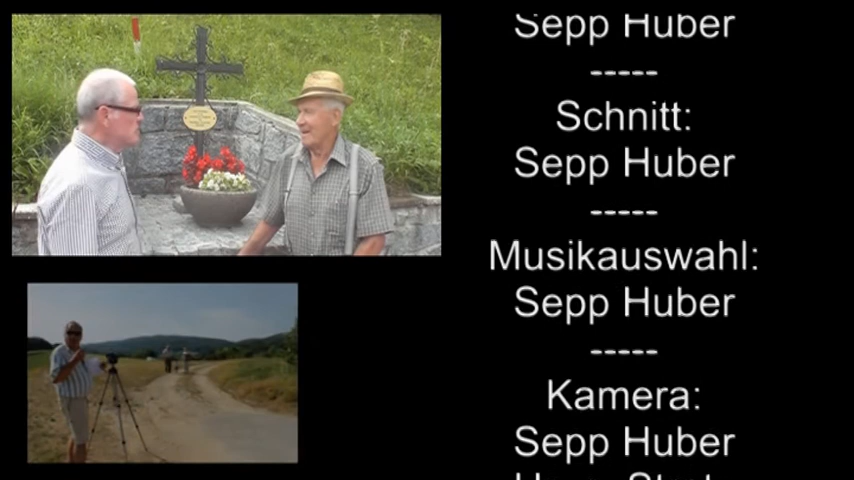 Sepp Huber
-----
Schnitt:
Sepp Huber
-----
Musikauswahl:
Sepp Huber
-----
Kamera:
Sepp Huber